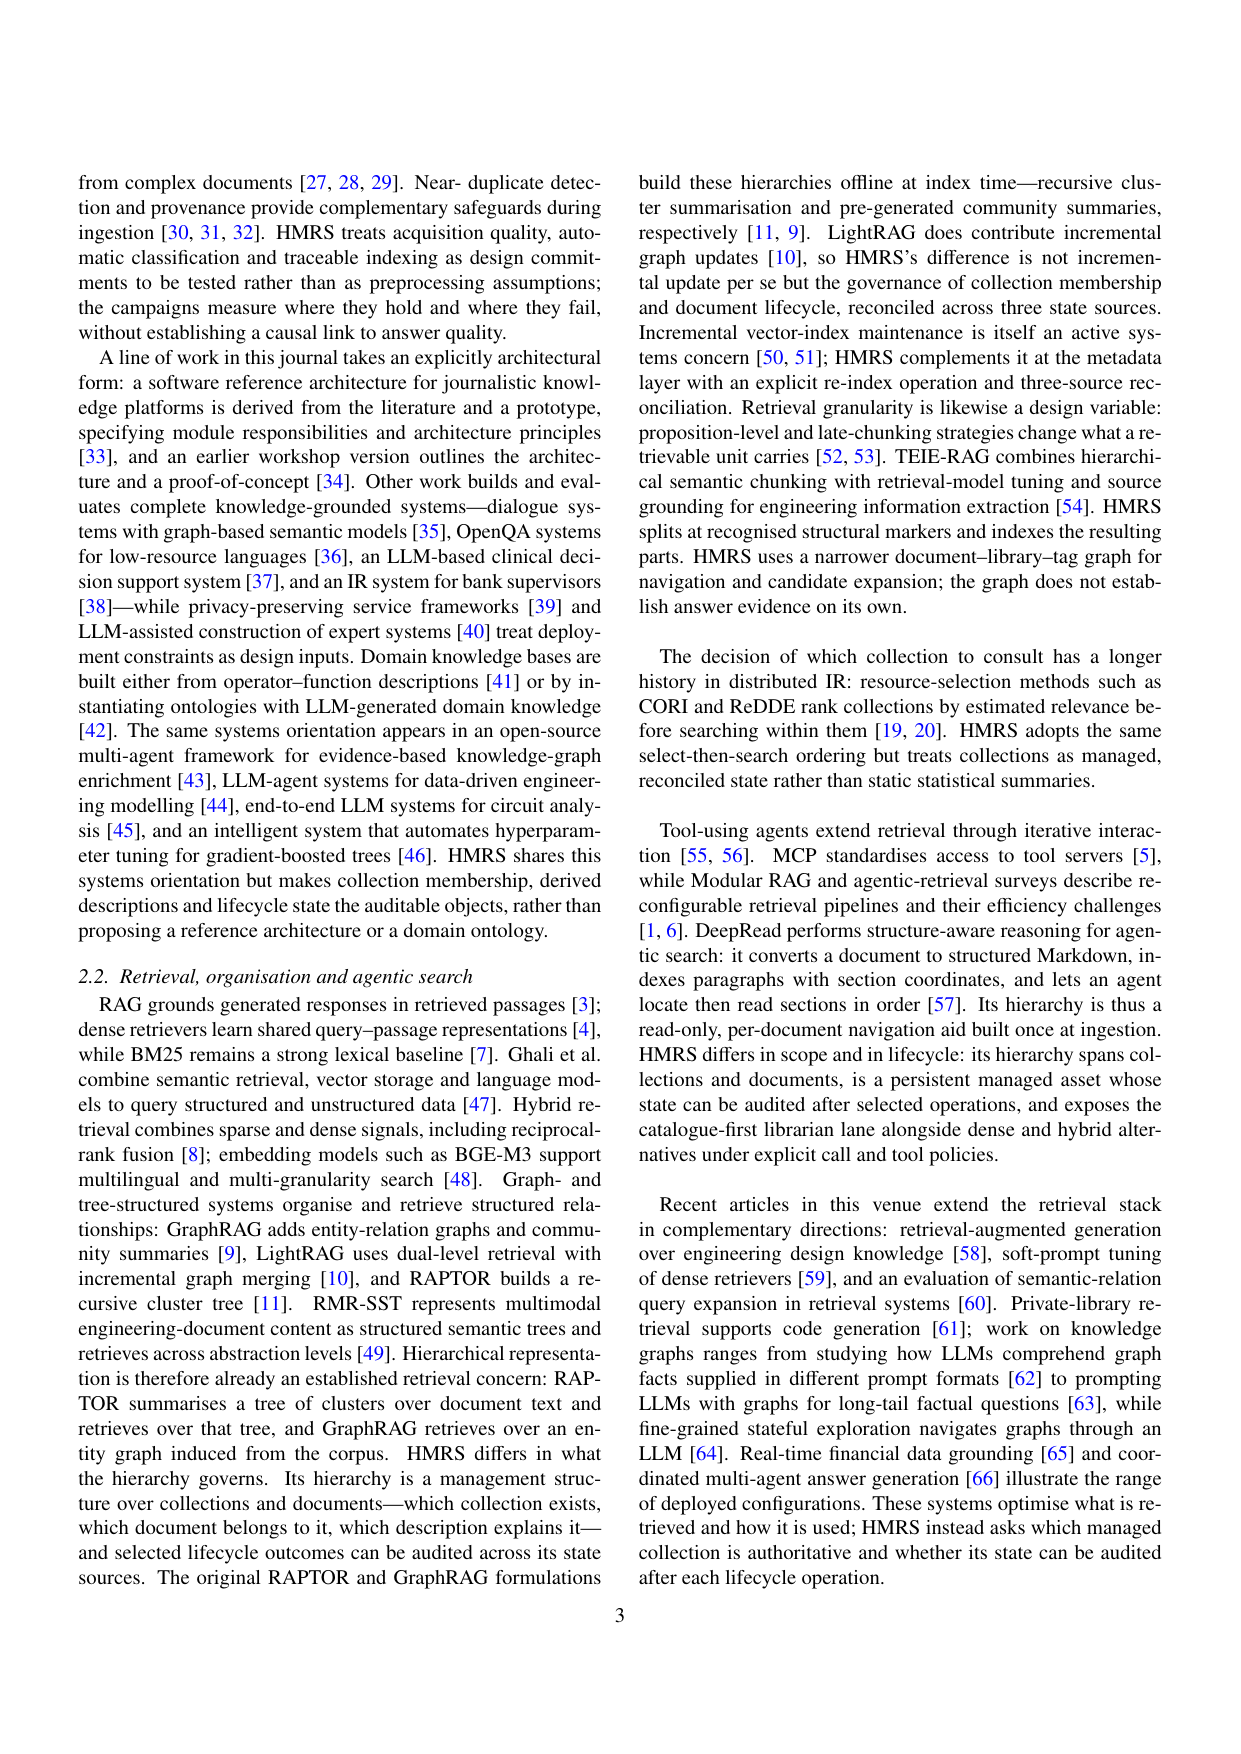 from complex documents [27, 28, 29]. Near- duplicate detec-
tion and provenance provide complementary safeguards during
ingestion [30, 31, 32]. HMRS treats acquisition quality, auto-
matic classification and traceable indexing as design commit-
ments to be tested rather than as preprocessing assumptions;
the campaigns measure where they hold and where they fail,
without establishing a causal link to answer quality.
A line of work in this journal takes an explicitly architectural
form: a software reference architecture for journalistic knowl-
edge platforms is derived from the literature and a prototype,
specifying module responsibilities and architecture principles
[33], and an earlier workshop version outlines the architec-
ture and a proof-of-concept [34]. Other work builds and eval-
uates complete knowledge-grounded systems—dialogue sys-
tems with graph-based semantic models [35], OpenQA systems
for low-resource languages [36], an LLM-based clinical deci-
sion support system [37], and an IR system for bank supervisors
[38]—while privacy-preserving service frameworks [39] and
LLM-assisted construction of expert systems [40] treat deploy-
ment constraints as design inputs. Domain knowledge bases are
built either from operator–function descriptions [41] or by in-
stantiating ontologies with LLM-generated domain knowledge
[42]. The same systems orientation appears in an open-source
multi-agent framework for evidence-based knowledge-graph
enrichment [43], LLM-agent systems for data-driven engineer-
ing modelling [44], end-to-end LLM systems for circuit analy-
sis [45], and an intelligent system that automates hyperparam-
eter tuning for gradient-boosted trees [46]. HMRS shares this
systems orientation but makes collection membership, derived
descriptions and lifecycle state the auditable objects, rather than
proposing a reference architecture or a domain ontology.
2.2. Retrieval, organisation and agentic search
RAG grounds generated responses in retrieved passages [3];
dense retrievers learn shared query–passage representations [4],
while BM25 remains a strong lexical baseline [7]. Ghali et al.
combine semantic retrieval, vector storage and language mod-
els to query structured and unstructured data [47]. Hybrid re-
trieval combines sparse and dense signals, including reciprocal-
rank fusion [8]; embedding models such as BGE-M3 support
multilingual and multi-granularity search [48]. Graph- and
tree-structured systems organise and retrieve structured rela-
tionships: GraphRAG adds entity-relation graphs and commu-
nity summaries [9], LightRAG uses dual-level retrieval with
incremental graph merging [10], and RAPTOR builds a re-
cursive cluster tree [11]. RMR-SST represents multimodal
engineering-document content as structured semantic trees and
retrieves across abstraction levels [49]. Hierarchical representa-
tion is therefore already an established retrieval concern: RAP-
TOR summarises a tree of clusters over document text and
retrieves over that tree, and GraphRAG retrieves over an en-
tity graph induced from the corpus. HMRS differs in what
the hierarchy governs. Its hierarchy is a management struc-
ture over collections and documents—which collection exists,
which document belongs to it, which description explains it—
and selected lifecycle outcomes can be audited across its state
sources. The original RAPTOR and GraphRAG formulations
build these hierarchies offline at index time—recursive clus-
ter summarisation and pre-generated community summaries,
respectively [11, 9]. LightRAG does contribute incremental
graph updates [10], so HMRS's difference is not incremen-
tal update per se but the governance of collection membership
and document lifecycle, reconciled across three state sources.
Incremental vector-index maintenance is itself an active sys-
tems concern [50, 51]; HMRS complements it at the metadata
layer with an explicit re-index operation and three-source rec-
onciliation. Retrieval granularity is likewise a design variable:
proposition-level and late-chunking strategies change what a re-
trievable unit carries [52, 53]. TEIE-RAG combines hierarchi-
cal semantic chunking with retrieval-model tuning and source
grounding for engineering information extraction [54]. HMRS
splits at recognised structural markers and indexes the resulting
parts. HMRS uses a narrower document–library–tag graph for
navigation and candidate expansion; the graph does not estab-
lish answer evidence on its own.
The decision of which collection to consult has a longer
history in distributed IR: resource-selection methods such as
CORI and ReDDE rank collections by estimated relevance be-
fore searching within them [19, 20]. HMRS adopts the same
select-then-search ordering but treats collections as managed,
reconciled state rather than static statistical summaries.
Tool-using agents extend retrieval through iterative interac-
tion [55, 56]. MCP standardises access to tool servers [5],
while Modular RAG and agentic-retrieval surveys describe re-
configurable retrieval pipelines and their efficiency challenges
[1, 6]. DeepRead performs structure-aware reasoning for agen-
tic search: it converts a document to structured Markdown, in-
dexes paragraphs with section coordinates, and lets an agent
locate then read sections in order [57]. Its hierarchy is thus a
read-only, per-document navigation aid built once at ingestion.
HMRS differs in scope and in lifecycle: its hierarchy spans col-
lections and documents, is a persistent managed asset whose
state can be audited after selected operations, and exposes the
catalogue-first librarian lane alongside dense and hybrid alter-
natives under explicit call and tool policies.
Recent articles in this venue extend the retrieval stack
in complementary directions: retrieval-augmented generation
over engineering design knowledge [58], soft-prompt tuning
of dense retrievers [59], and an evaluation of semantic-relation
query expansion in retrieval systems [60]. Private-library re-
trieval supports code generation [61]; work on knowledge
graphs ranges from studying how LLMs comprehend graph
facts supplied in different prompt formats [62] to prompting
LLMs with graphs for long-tail factual questions [63], while
fine-grained stateful exploration navigates graphs through an
LLM [64]. Real-time financial data grounding [65] and coor-
dinated multi-agent answer generation [66] illustrate the range
of deployed configurations. These systems optimise what is re-
trieved and how it is used; HMRS instead asks which managed
collection is authoritative and whether its state can be audited
after each lifecycle operation.
3